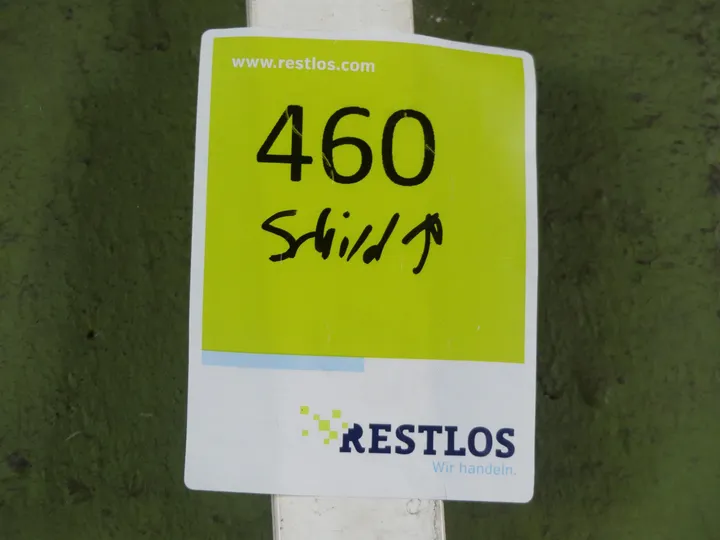 www.restlos.com
460
Schild ↑
RESTLOS
Wir handeln.